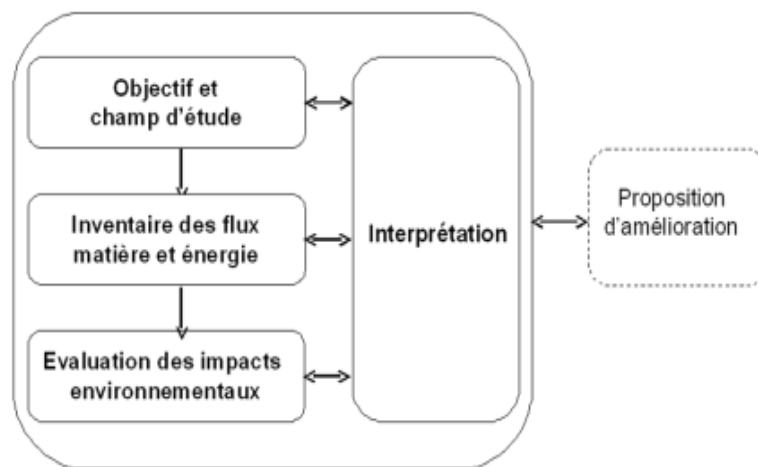 Objectif et
champ d'étude
Inventaire des flux
matière et énergie
Evaluation des impacts
environnementaux
Interprétation
Proposition
d'amélioration